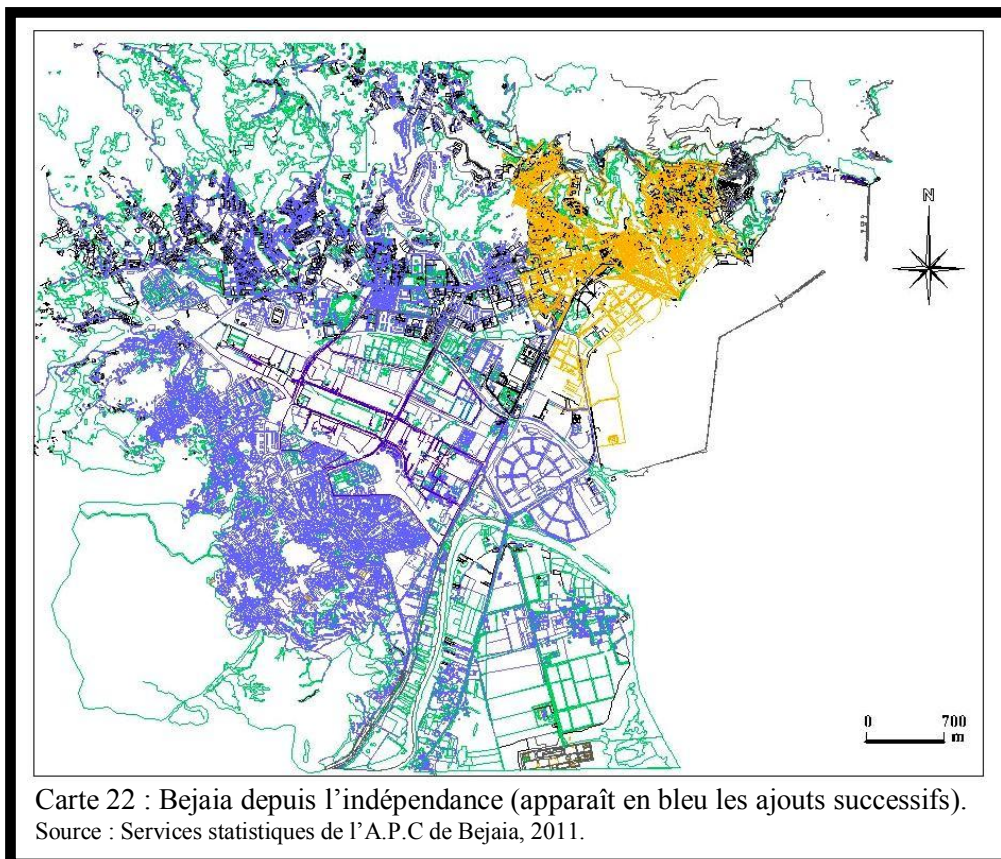 N
0 700
m
Carte 22 : Bejaia depuis l’indépendance (apparaît en bleu les ajouts successifs).
Source : Services statistiques de l’A.P.C de Bejaia, 2011.